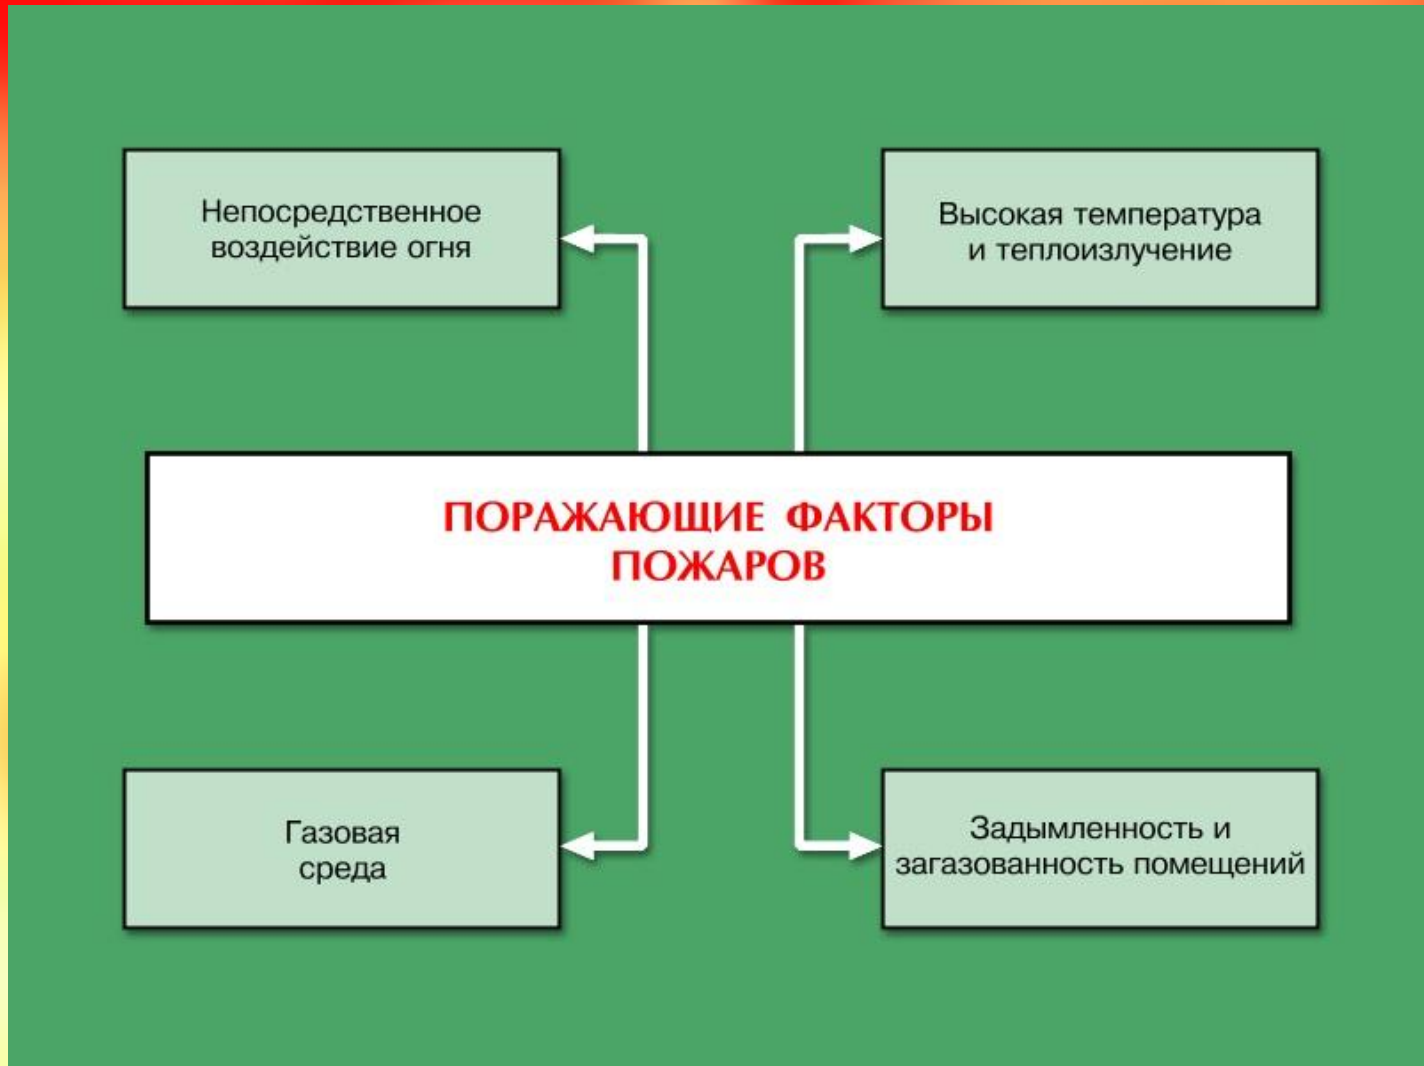 Непосредственное
воздействие огня
Высокая температура
и теплоизлучение
ПОРАЖАЮЩИЕ ФАКТОРЫ
ПОЖАРОВ
Газовая
среда
Задымленность и
загазованность помещений